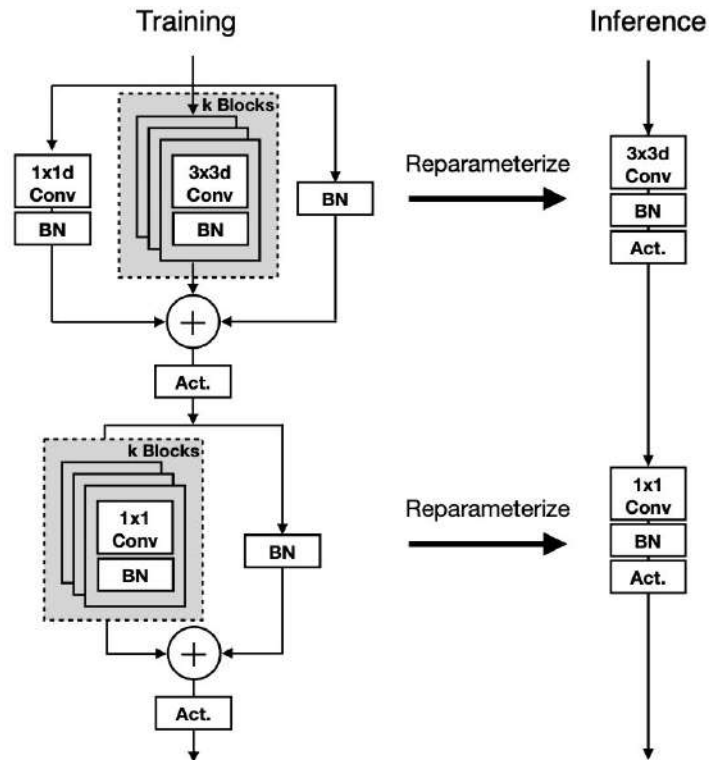 Training
Inference
k Blocks
1x1d
Conv
BN
3x3d
Conv
BN
BN
+
Act.
Reparameterize
3x3d
Conv
BN
Act.
k Blocks
1x1
Conv
BN
BN
+
Act.
Reparameterize
1x1
Conv
BN
Act.